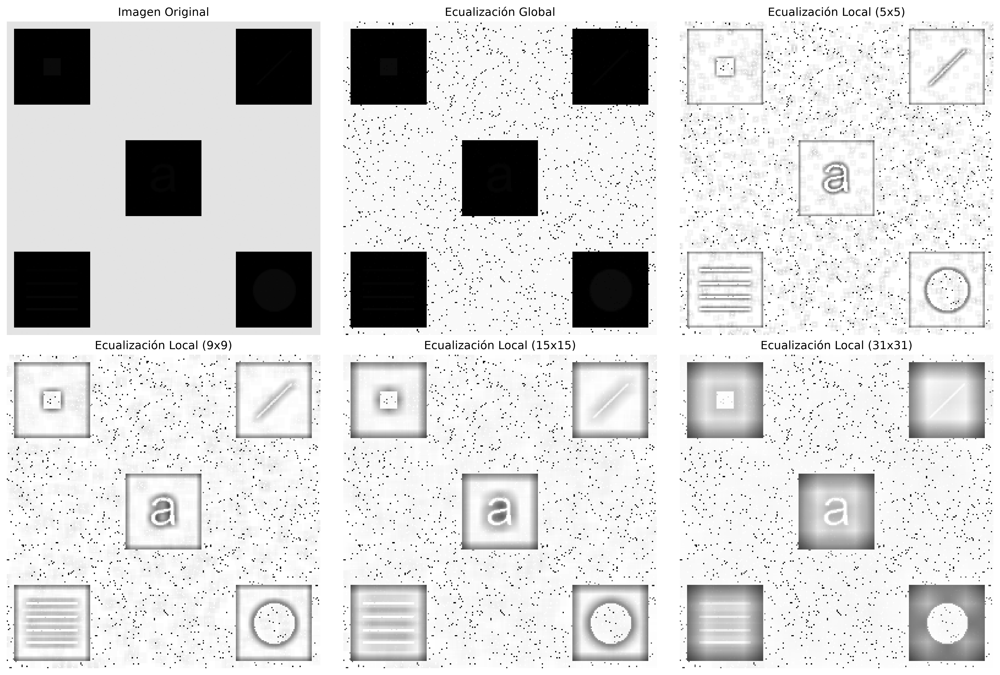 Imagen Original
Ecualización Global
Ecualización Local (5x5)
a
a
a
Ecualización Local (9x9)
Ecualización Local (15x15)
Ecualización Local (31x31)
a
a
a